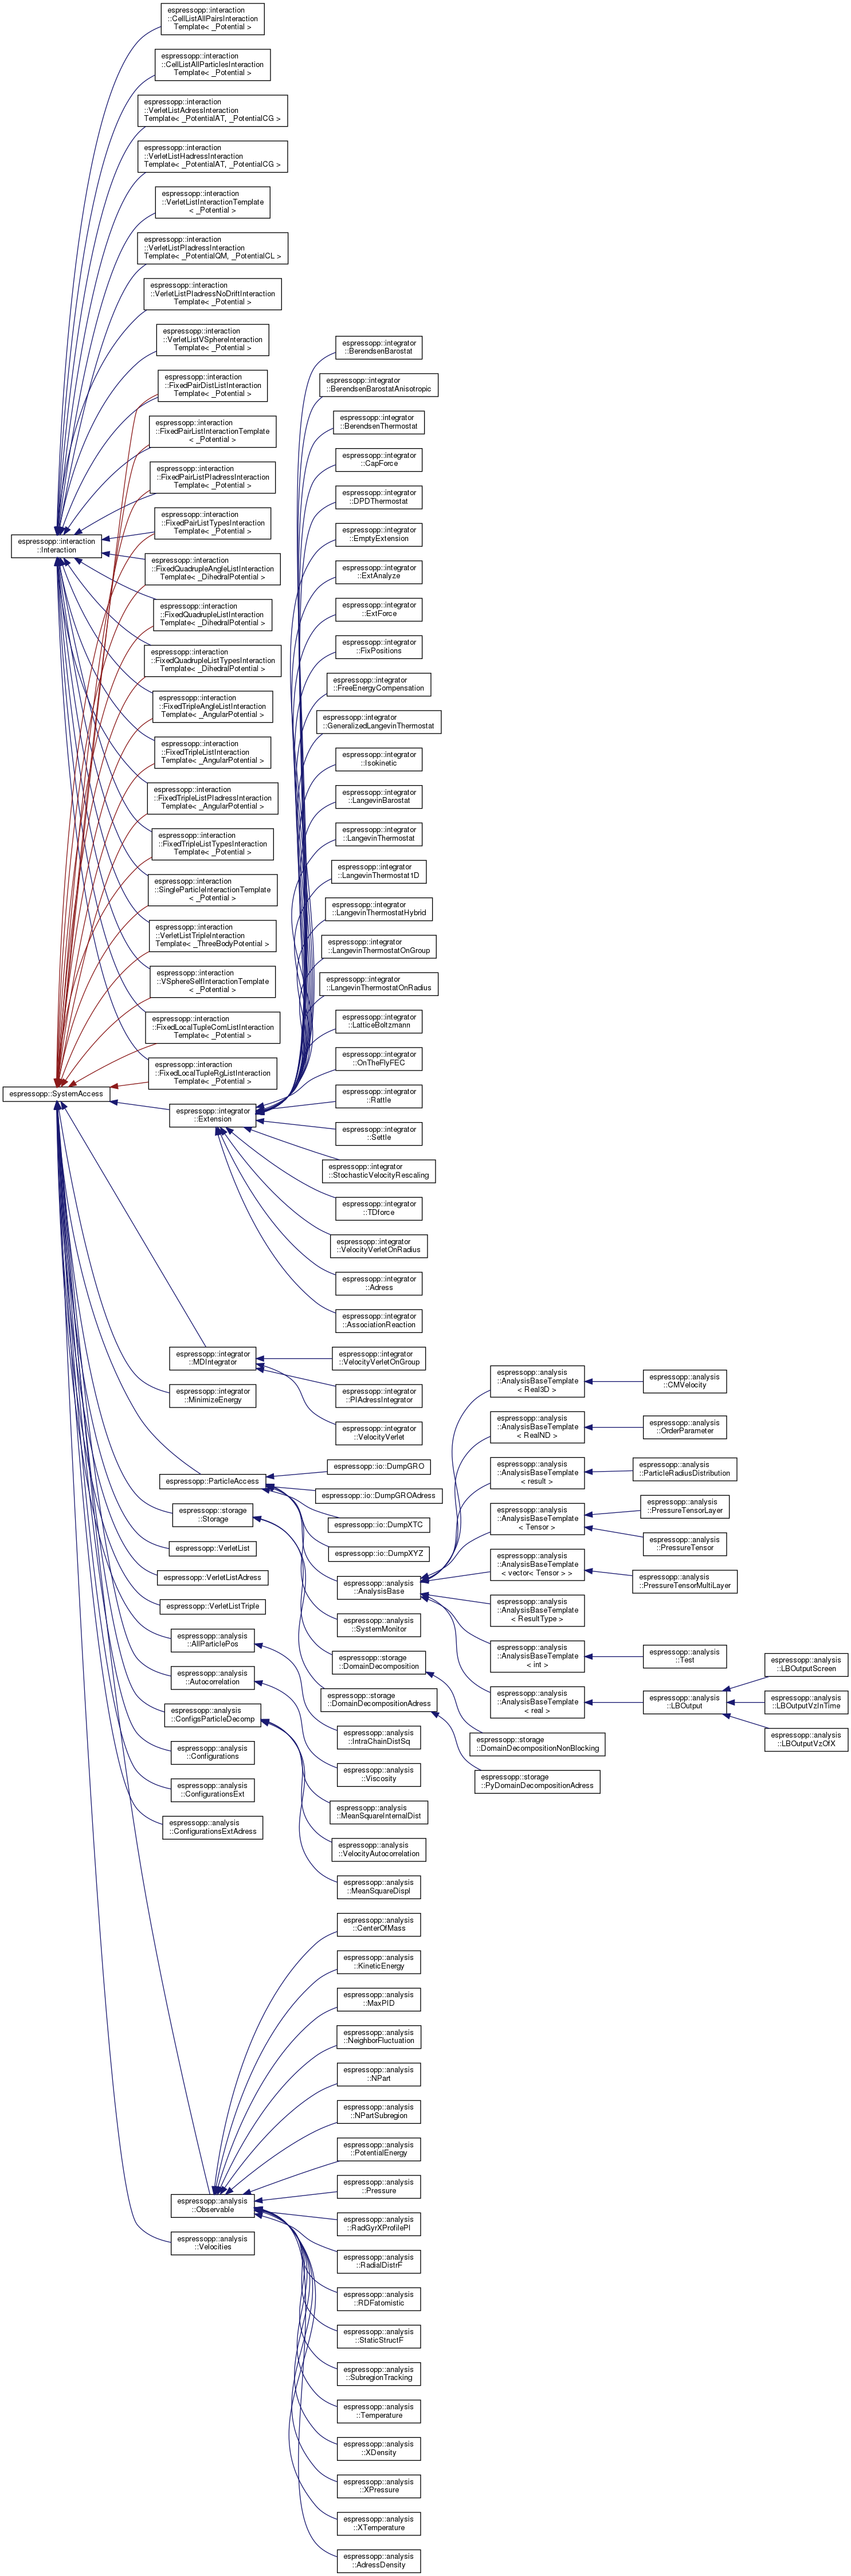 espressopp::interaction
::CellListAllPairsInteraction
Template< _Potential >
espressopp::interaction
::CellListAllParticlesInteraction
Template< _Potential >
espressopp::interaction
::VerletListAdressInteraction
Template< _PotentialAT, _PotentialCG >
espressopp::interaction
::VerletListHadressInteraction
Template< _PotentialAT, _PotentialCG >
espressopp::interaction
::VerletListInteractionTemplate
< _Potential >
espressopp::interaction
::VerletListPIadressInteraction
Template< _PotentialQM, _PotentialCL >
espressopp::interaction
::VerletListPIadressNoDriftInteraction
Template< _Potential >
espressopp::interaction
::VerletListVSphereInteraction
Template< _Potential >
espressopp::interaction
::FixedPairDistListInteraction
Template< _Potential >
espressopp::interaction
::FixedPairListInteractionTemplate
< _Potential >
espressopp::interaction
::FixedPairListPIadressInteraction
Template< _Potential >
espressopp::interaction
::FixedPairListTypesInteraction
Template< _Potential >
espressopp::interaction
::Interaction
espressopp::interaction
::FixedQuadrupleAngleListInteraction
Template< _DihedralPotential >
espressopp::interaction
::FixedQuadrupleListInteraction
Template< _DihedralPotential >
espressopp::interaction
::FixedQuadrupleListTypesInteraction
Template< _DihedralPotential >
espressopp::interaction
::FixedTripleAngleListInteraction
Template< _AngularPotential >
espressopp::interaction
::FixedTripleListInteraction
Template< _AngularPotential >
espressopp::interaction
::FixedTripleListPIadressInteraction
Template< _AngularPotential >
espressopp::interaction
::FixedTripleListTypesInteraction
Template< _Potential >
espressopp::interaction
::SingleParticleInteractionTemplate
< _Potential >
espressopp::interaction
::VerletListTripleInteraction
Template< _ThreeBodyPotential >
espressopp::interaction
::VSphereSelfInteractionTemplate
< _Potential >
espressopp::interaction
::FixedLocalTupleComListInteraction
Template< _Potential >
espressopp::interaction
::FixedLocalTupleRgListInteraction
Template< _Potential >
espressopp::SystemAccess
espressopp::integrator
::Extension
espressopp::integrator
::BerendsenBarostat
espressopp::integrator
::BerendsenBarostatAnisotropic
espressopp::integrator
::BerendsenThermostat
espressopp::integrator
::CapForce
espressopp::integrator
::DPDThermostat
espressopp::integrator
::EmptyExtension
espressopp::integrator
::ExtAnalyze
espressopp::integrator
::ExtForce
espressopp::integrator
::FixPositions
espressopp::integrator
::FreeEnergyCompensation
espressopp::integrator
::GeneralizedLangevinThermostat
espressopp::integrator
::Isokinetic
espressopp::integrator
::LangevinBarostat
espressopp::integrator
::LangevinThermostat
espressopp::integrator
::LangevinThermostat1D
espressopp::integrator
::LangevinThermostatHybrid
espressopp::integrator
::LangevinThermostatOnGroup
espressopp::integrator
::LangevinThermostatOnRadius
espressopp::integrator
::LatticeBoltzmann
espressopp::integrator
::OnTheFlyFEC
espressopp::integrator
::Rattle
espressopp::integrator
::Settle
espressopp::integrator
::StochasticVelocityRescaling
espressopp::integrator
::TDforce
espressopp::integrator
::VelocityVerletOnRadius
espressopp::integrator
::Adress
espressopp::integrator
::AssociationReaction
espressopp::integrator
::MDIntegrator
espressopp::integrator
::VelocityVerletOnGroup
espressopp::integrator
::PIAdressIntegrator
espressopp::integrator
::VelocityVerlet
espressopp::integrator
::MinimizeEnergy
espressopp::ParticleAccess
espressopp::io::DumpGRO
espressopp::io::DumpGROAdress
espressopp::io::DumpXTC
espressopp::io::DumpXYZ
espressopp::analysis
::AnalysisBase
espressopp::analysis
::SystemMonitor
espressopp::analysis
::AnalysisBaseTemplate
< Real3D >
espressopp::analysis
::CMVelocity
espressopp::analysis
::AnalysisBaseTemplate
< RealND >
espressopp::analysis
::OrderParameter
espressopp::analysis
::AnalysisBaseTemplate
< result >
espressopp::analysis
::ParticleRadiusDistribution
espressopp::analysis
::AnalysisBaseTemplate
< Tensor >
espressopp::analysis
::PressureTensorLayer
espressopp::analysis
::PressureTensor
espressopp::analysis
::AnalysisBaseTemplate
< vector< Tensor > >
espressopp::analysis
::PressureTensorMultiLayer
espressopp::analysis
::AnalysisBaseTemplate
< ResultType >
espressopp::analysis
::AnalysisBaseTemplate
< int >
espressopp::analysis
::Test
espressopp::analysis
::AnalysisBaseTemplate
< real >
espressopp::analysis
::LBOutput
espressopp::analysis
::LBOutputScreen
espressopp::analysis
::LBOutputVzInTime
espressopp::analysis
::LBOutputVzOfX
espressopp::storage
::Storage
espressopp::storage
::DomainDecomposition
espressopp::storage
::DomainDecompositionAdress
espressopp::storage
::DomainDecompositionNonBlocking
espressopp::storage
::PyDomainDecompositionAdress
espressopp::VerletList
espressopp::VerletListAdress
espressopp::VerletListTriple
espressopp::analysis
::AllParticlePos
espressopp::analysis
::IntraChainDistSq
espressopp::analysis
::Autocorrelation
espressopp::analysis
::Viscosity
espressopp::analysis
::ConfigsParticleDecomp
espressopp::analysis
::MeanSquareInternalDist
espressopp::analysis
::VelocityAutocorrelation
espressopp::analysis
::MeanSquareDispl
espressopp::analysis
::Configurations
espressopp::analysis
::ConfigurationsExt
espressopp::analysis
::ConfigurationsExtAdress
espressopp::analysis
::Observable
espressopp::analysis
::CenterOfMass
espressopp::analysis
::KineticEnergy
espressopp::analysis
::MaxPID
espressopp::analysis
::NeighborFluctuation
espressopp::analysis
::NPart
espressopp::analysis
::NPartSubregion
espressopp::analysis
::PotentialEnergy
espressopp::analysis
::Pressure
espressopp::analysis
::RadGyrXProfilePI
espressopp::analysis
::RadialDistrF
espressopp::analysis
::RDFatomistic
espressopp::analysis
::StaticStructF
espressopp::analysis
::SubregionTracking
espressopp::analysis
::Temperature
espressopp::analysis
::XDensity
espressopp::analysis
::XPressure
espressopp::analysis
::XTemperature
espressopp::analysis
::AdressDensity
espressopp::analysis
::Velocities